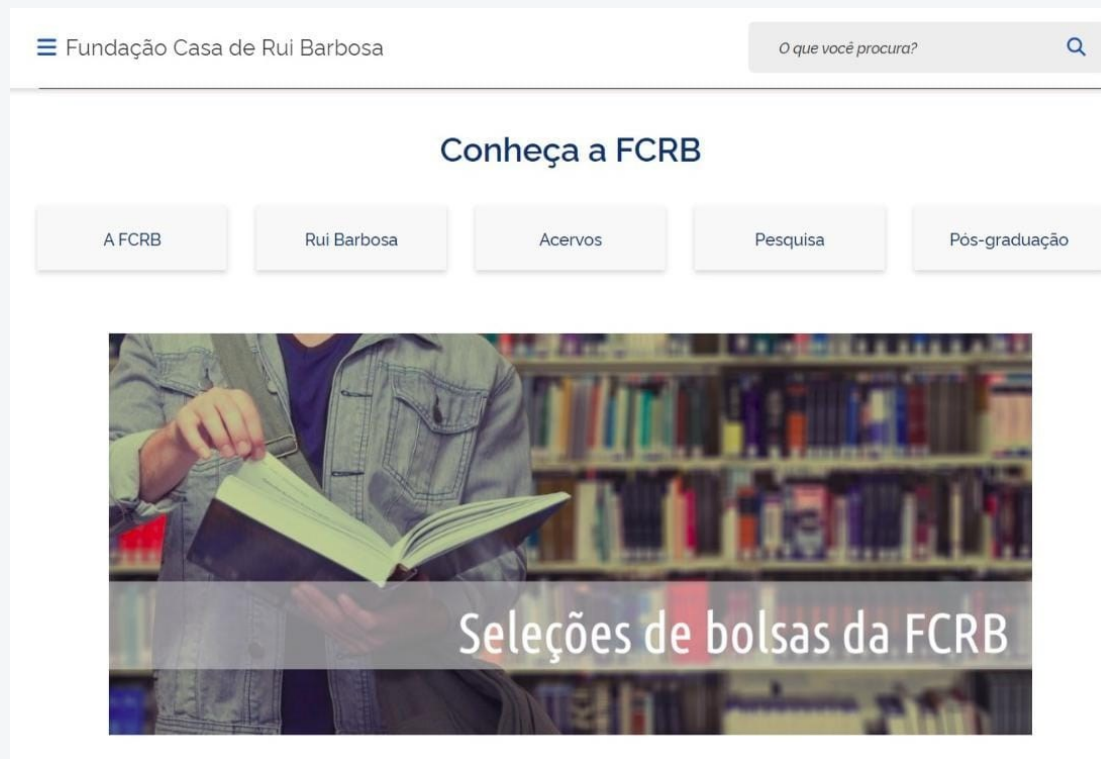 Fundação Casa de Rui Barbosa
O que você procura?
Conheça a FCRB
A FCRB
Rui Barbosa
Acervos
Pesquisa
Pós-graduação
Seleções de bolsas da FCRB